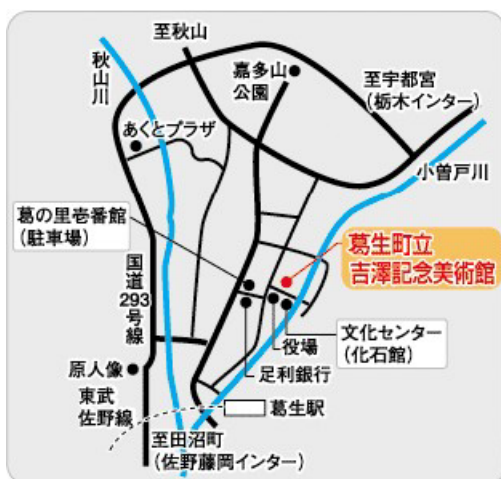 至秋山
秋山川
嘉多山
公園
至宇都宮
(栃木インター)
あくとプラザ
小曽戸川
葛の里壱番館
(駐車場)
葛生町立
吉澤記念美術館
国道
293
号線
文化センター
(化石館)
役場
足利銀行
原人像
東武
佐野線
葛生駅
至田沼町
(佐野藤岡インター)